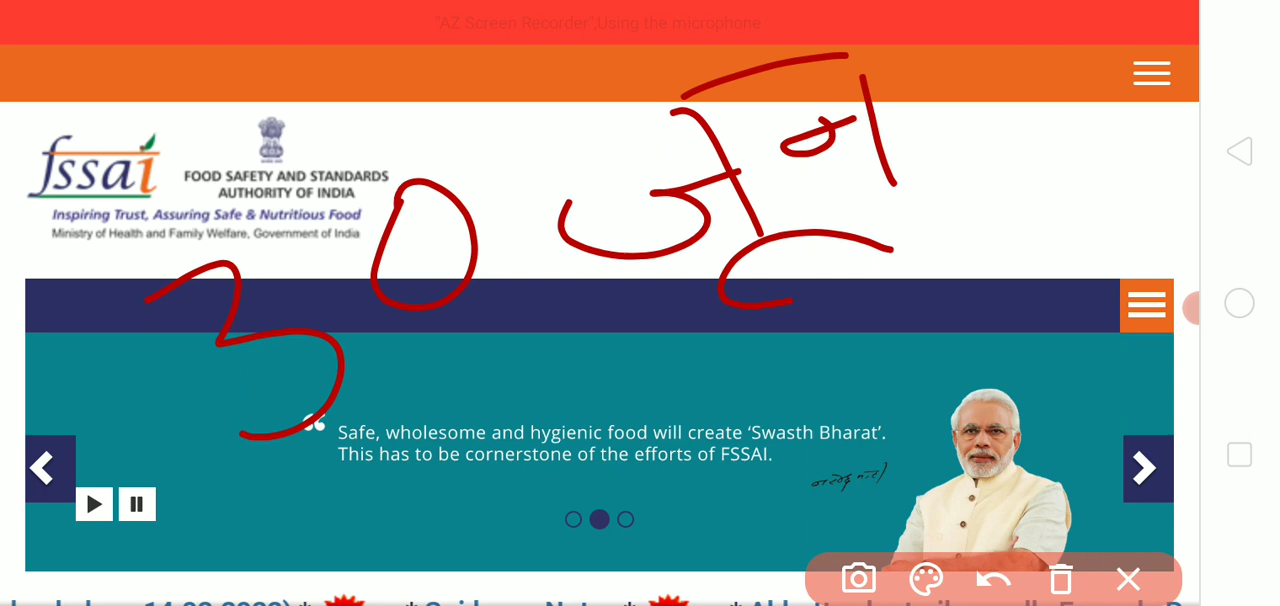 "AZ Screen Recorder",Using the microphone
fssai
FOOD SAFETY AND STANDARDS
AUTHORITY OF INDIA
Inspiring Trust, Assuring Safe & Nutritious Food
Ministry of Health and Family Welfare, Government of India
30 जून
“ Safe, wholesome and hygienic food will create ‘Swasth Bharat’.
This has to be cornerstone of the efforts of FSSAI.